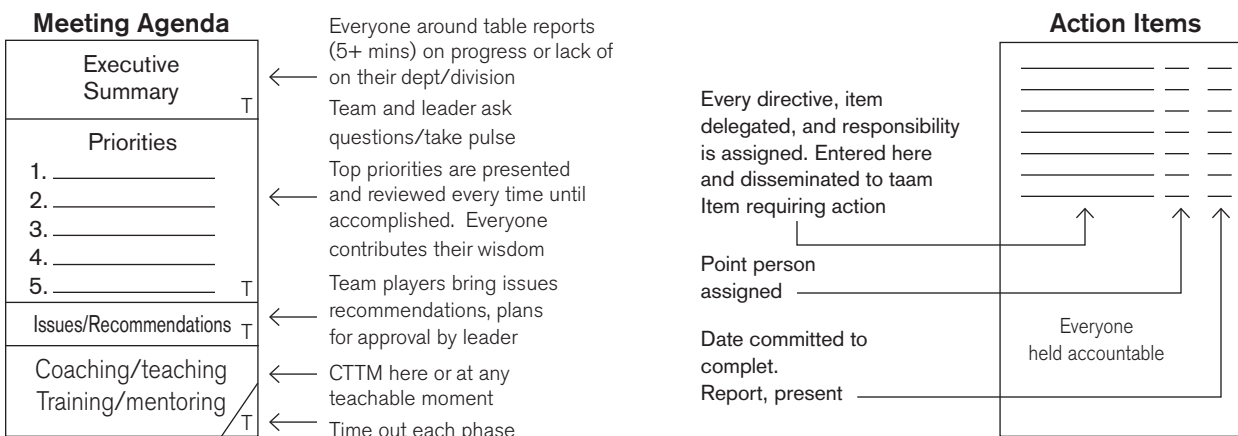 Meeting Agenda
Executive
Summary
T
Priorities
1.
2.
3.
4.
5.
T
Issues/Recommendations T
Coaching/teaching
Training/mentoring
T
Everyone around table reports
(5+ mins) on progress or lack of
on their dept/division
Team and leader ask
questions/take pulse
Top priorities are presented
and reviewed every time until
accomplished. Everyone
contributes their wisdom
Team players bring issues
recommendations, plans
for approval by leader
CTTM here or at any
teachable moment
Time out each phase
Action Items
Every directive, item
delegated, and responsibility
is assigned. Entered here
and disseminated to taam
Item requiring action
Point person
assigned
Date committed to
complet.
Report, present
Everyone
held accountable